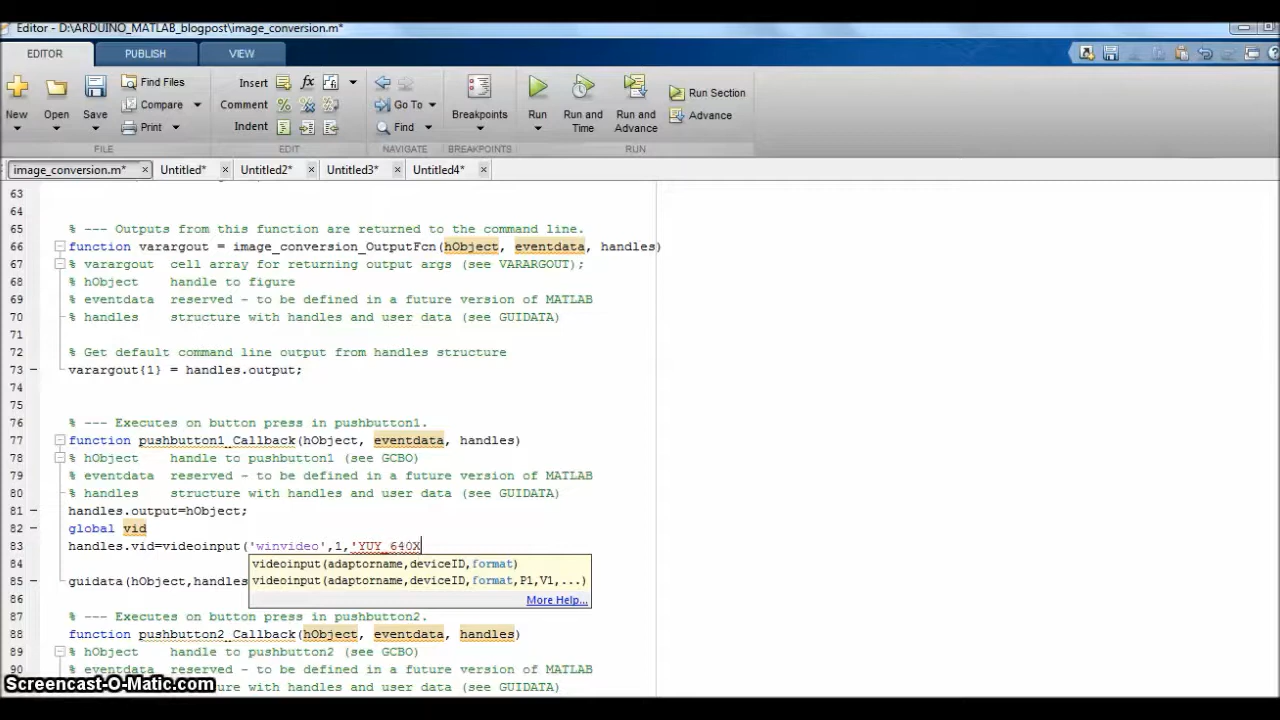 Editor - D:\ARDUINO_MATLAB_blogpost\image_conversion.m*
EDITOR PUBLISH VIEW
New Open Save Find Files Compare Print
Insert fx
Comment
Indent
Go To
Find
Breakpoints
Run
Run and Time
Run and Advance
Run Section
Advance
FILE EDIT NAVIGATE BREAKPOINTS RUN
image_conversion.m* × Untitled* × Untitled2* × Untitled3* × Untitled4* ×
63
64
65 % --- Outputs from this function are returned to the command line.
66 function varargout = image_conversion_OutputFcn(hObject, eventdata, handles)
67 % varargout  cell array for returning output args (see VARARGOUT);
68 % hObject    handle to figure
69 % eventdata  reserved - to be defined in a future version of MATLAB
70 % handles    structure with handles and user data (see GUIDATA)
71
72 % Get default command line output from handles structure
73 varargout{1} = handles.output;
74
75
76 % --- Executes on button press in pushbutton1.
77 function pushbutton1_Callback(hObject, eventdata, handles)
78 % hObject    handle to pushbutton1 (see GCBO)
79 % eventdata  reserved - to be defined in a future version of MATLAB
80 % handles    structure with handles and user data (see GUIDATA)
81 handles.output=hObject;
82 global vid
83 handles.vid=videoinput('winvideo',1,'YUY_640X
84 videoinput(adaptorname,deviceID,format)
85 guidata(hObject,handles videoinput(adaptorname,deviceID,format,P1,V1,...)
86 More Help...
87 % --- Executes on button press in pushbutton2.
88 function pushbutton2_Callback(hObject, eventdata, handles)
89 % hObject    handle to pushbutton2 (see GCBO)
90 % eventdata  reserved - to be defined in a future version of MATLAB
structure with handles and user data (see GUIDATA)
Screencast-O-Matic.com